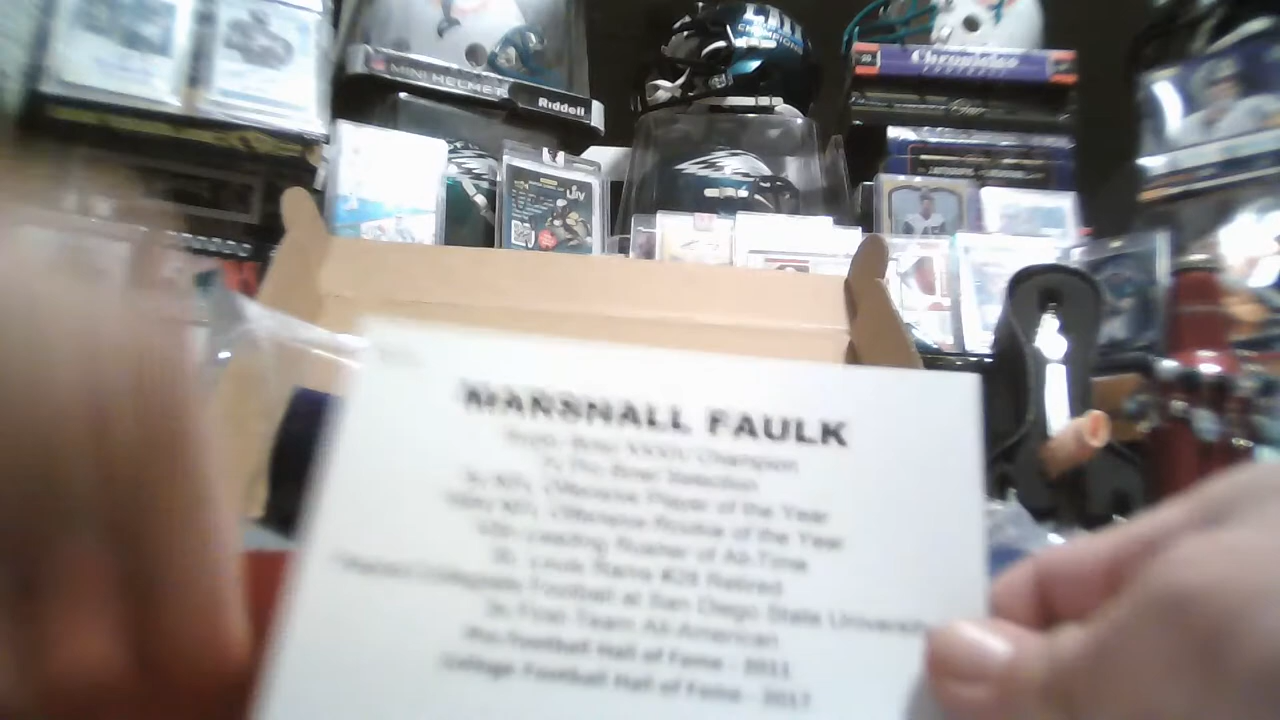 MINI HELMET
Riddell
CHAMPIONS
Chronicles
LIV
MARSHALL FAULK
Super Bowl XXXIV Champion
7x Pro Bowl Selection
3x NFL Offensive Player of the Year
NFL Offensive Rookie of the Year
Leading Rusher of All-Time
St. Louis Rams #28 Retired
Played Collegiate Football at San Diego State University
3x First Team All-American
Pro Football Hall of Fame - 2011
College Football Hall of Fame - 2017